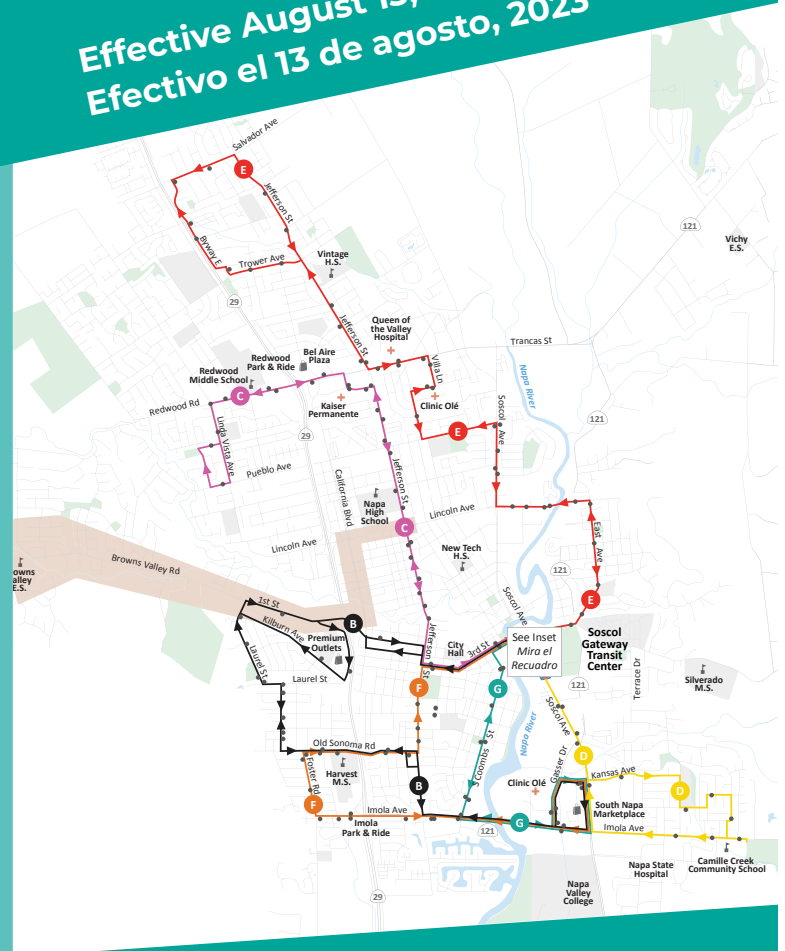 Effective August 13,
Efectivo el 13 de agosto, 2023
Salvador Ave
E
Jefferson St
Byway E
Trower Ave
Vintage
H.S.
121
Vichy
E.S.
29
Jefferson St
Queen of
the Valley
Hospital
Trancas St
Redwood
Middle School
Redwood
Park & Ride
Bel Aire
Plaza
Villa Ln
Napa River
C
Redwood Rd
Kaiser
Permanente
Clinic Olé
Soscol Ave
121
Linda Vista Ave
29
E
Pueblo Ave
California Blvd
Jefferson St
Napa
High
School
Lincoln Ave
C
East Ave
Lincoln Ave
New Tech
H.S.
121
owns
alley
E.S.
Browns Valley Rd
Soscol Ave
E
1st St
Kilburn Ave
B
Premium
Outlets
Jefferson St
City
Hall
3rd St
See Inset
Mira el
Recuadro
Soscol
Gateway
Transit
Center
Laurel St
Laurel St
F
G
121
Terrace Dr
Silverado
M.S.
Soscol Ave
Napa River
Old Sonoma Rd
S Coombs St
D
Foster Rd
Harvest
M.S.
B
Clinic Olé
Gasser Dr
Kansas Ave
D
F
Imola Ave
Imola
Park & Ride
121
G
South Napa
Marketplace
Imola Ave
Napa State
Hospital
Camille Creek
Community School
Napa
Valley
College
29